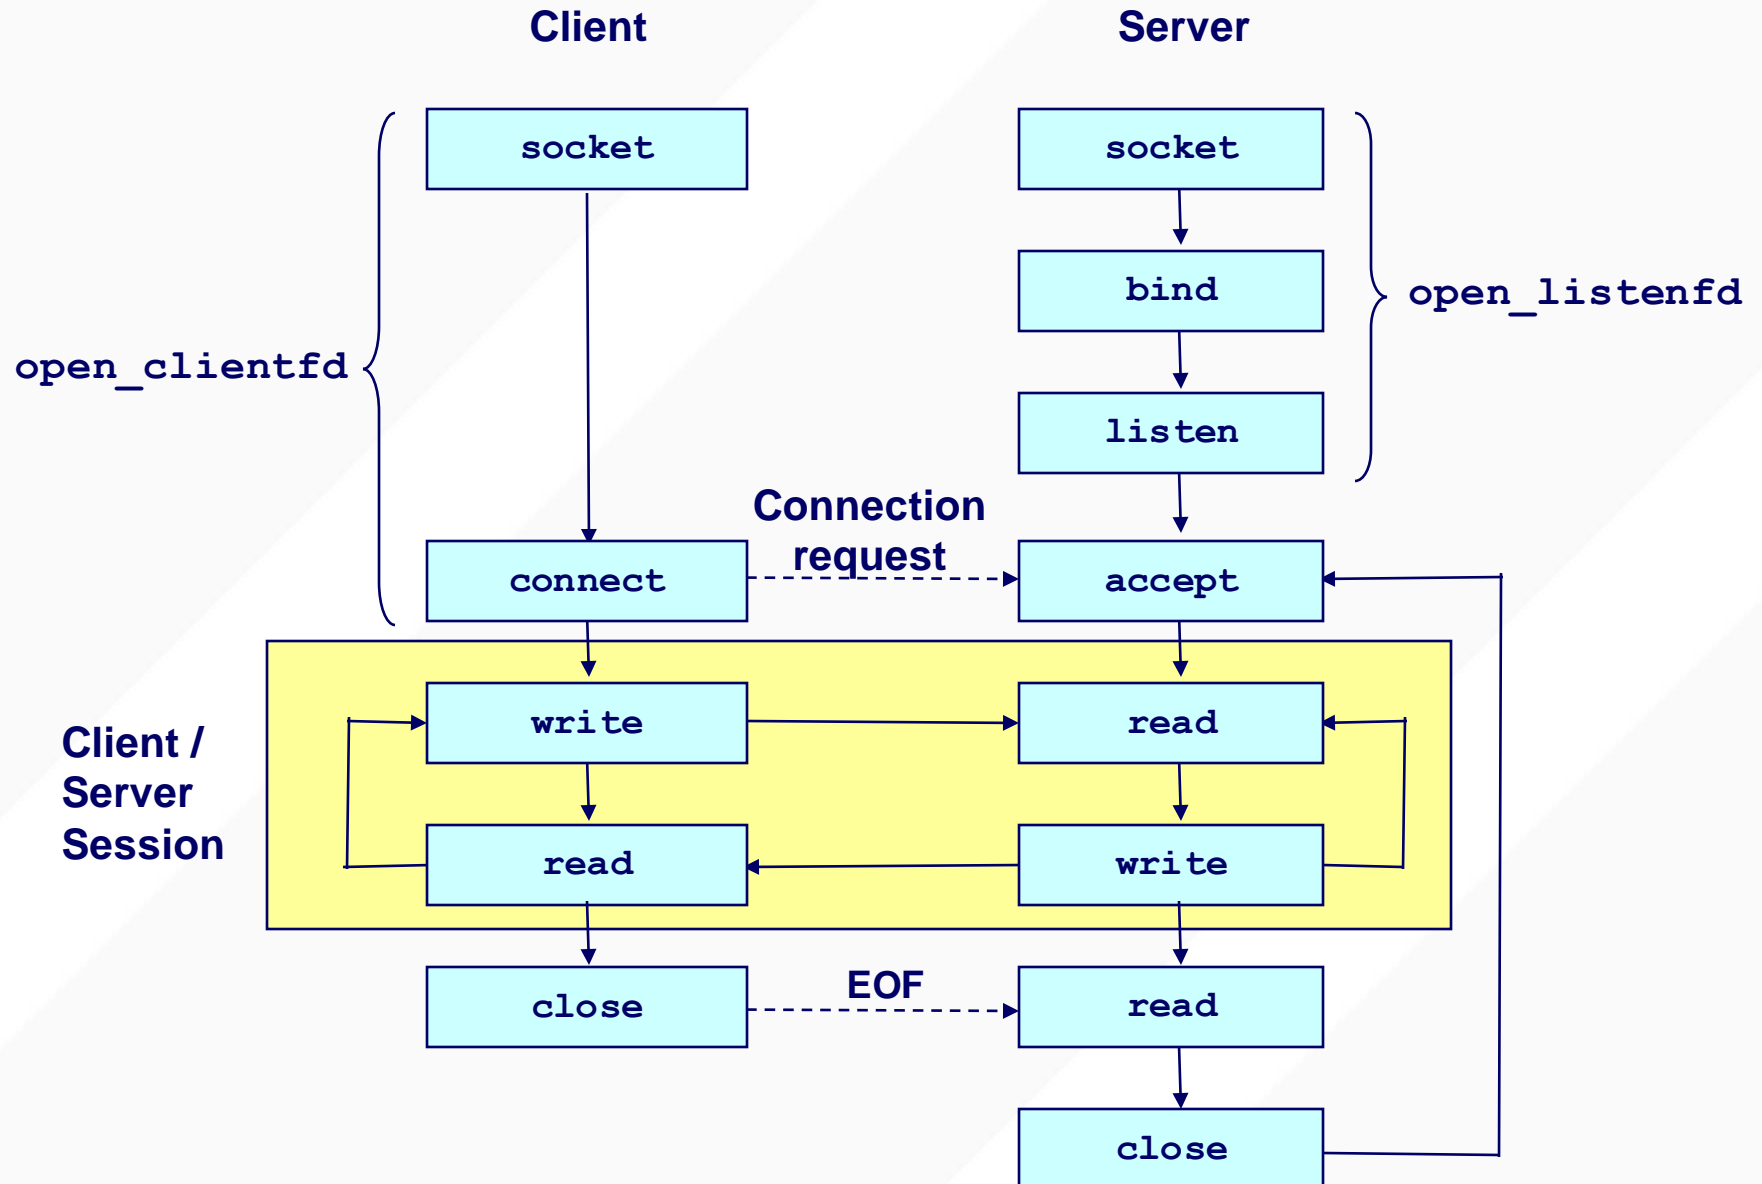 Client
Server
socket
socket
bind
open_listenfd
open_clientfd
listen
Connection
request
connect
accept
Client /
Server
Session
write
read
read
write
EOF
close
read
close